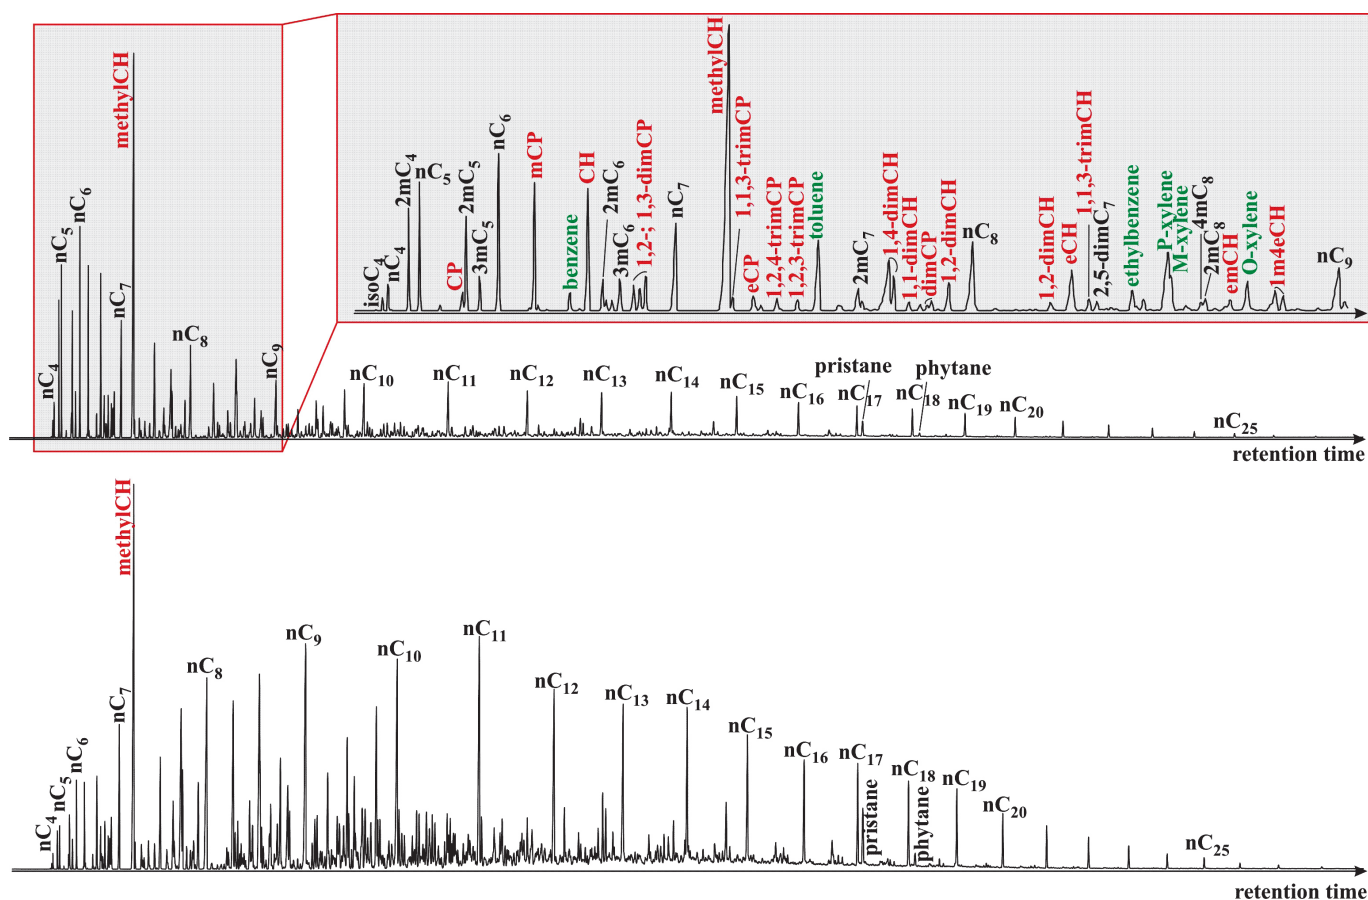 methylCH
nC4
nC5
nC6
nC7
nC8
nC9
isoC4
nC4
2mC4
nC5
CP
2mC5
3mC5
nC6
mCP
benzene
CH
2mC6
3mC6
1,2-; 1,3-dimCP
nC7
methylCH
1,1,3-trimCP
eCP
1,2,4-trimCP
1,2,3-trimCP
toluene
2mC7
1,4-dimCH
1,1-dimCH
dimCP
1,2-dimCH
nC8
1,2-dimCH
eCH
1,1,3-trimCH
2,5-dimC7
ethylbenzene
P-xylene
M-xylene
4mC8
2mC8
emCH
O-xylene
1m4eCH
nC9
nC10
nC11
nC12
nC13
nC14
nC15
nC16
pristane
nC17
phytane
nC18
nC19
nC20
nC25
retention time
methylCH
nC4
nC5
nC6
nC7
nC8
nC9
nC10
nC11
nC12
nC13
nC14
nC15
nC16
nC17
pristane
nC18
phytane
nC19
nC20
nC25
retention time